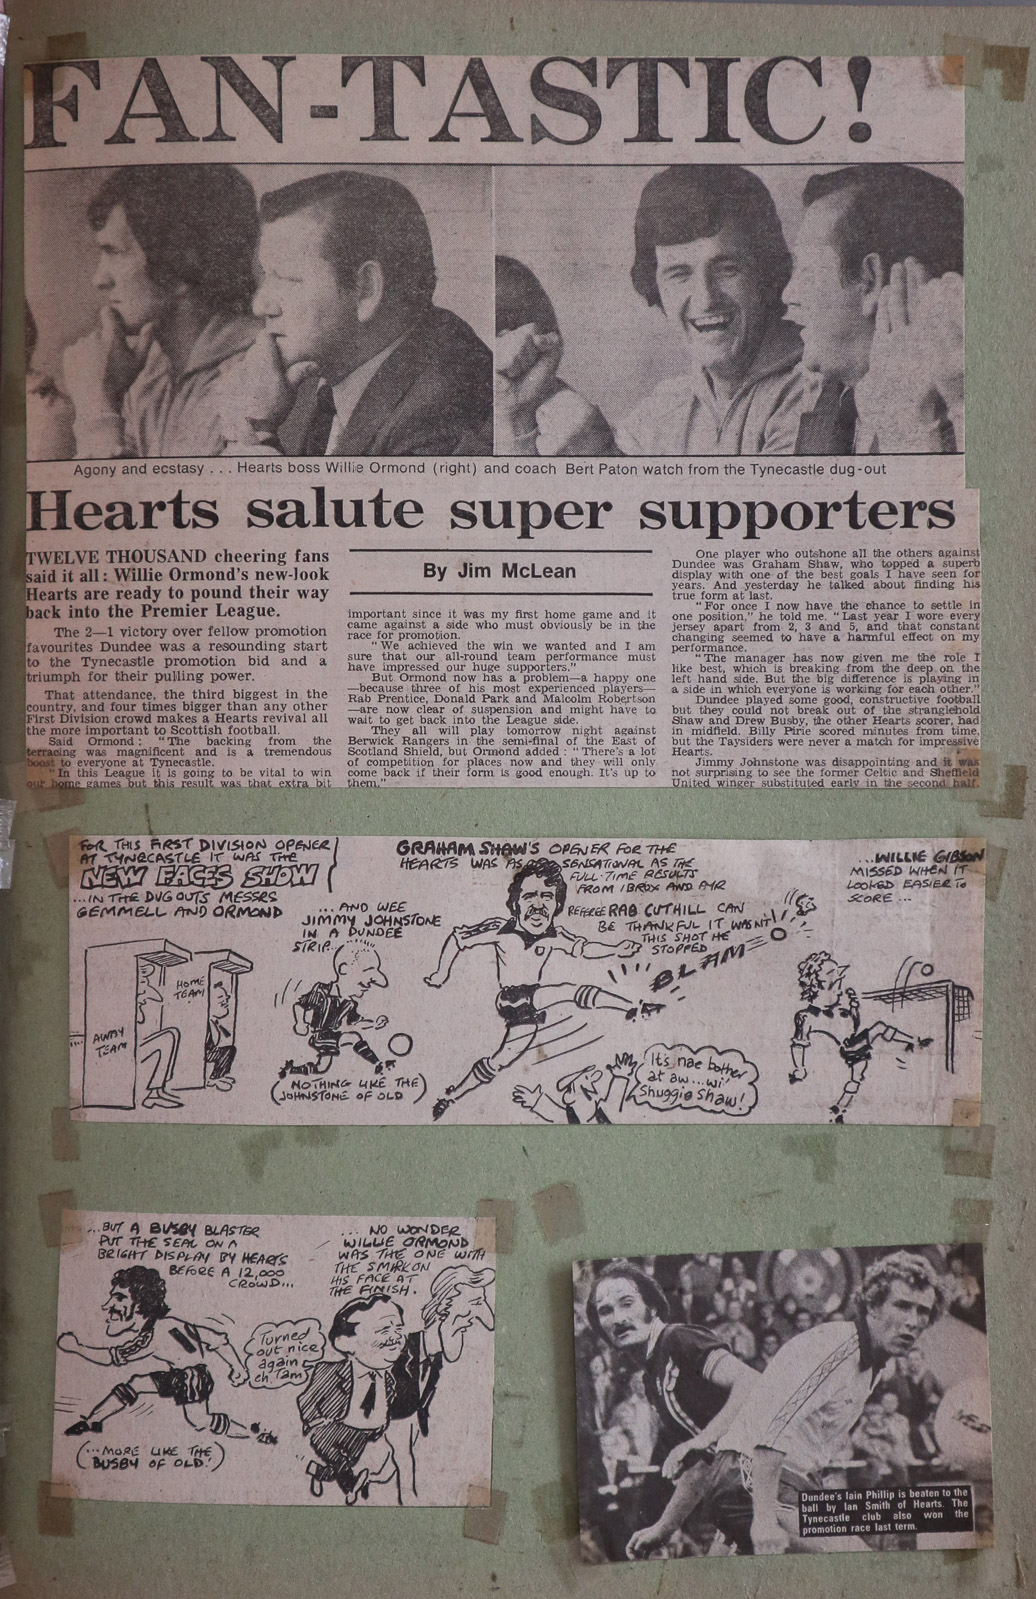 FAN-TASTIC!
Agony and ecstasy . . . Hearts boss Willie Ormond (right) and coach Bert Paton watch from the Tynecastle dug-out
Hearts salute super supporters
TWELVE THOUSAND cheering fans
said it all : Willie Ormond's new-look
Hearts are ready to pound their way
back into the Premier League.
The 2—1 victory over fellow promotion
favourites Dundee was a resounding start
to the Tynecastle promotion bid and a
triumph for their pulling power.
That attendance, the third biggest in the
country, and four times bigger than any other
First Division crowd makes a Hearts revival all
the more important to Scottish football.
Said Ormond : "The backing from the
terracing was magnificent and is a tremendous
boost to everyone at Tynecastle.
"In this League it is going to be vital to win
our home games but this result was that extra bit
By Jim McLean
important since it was my first home game and it
came against a side who must obviously be in the
race for promotion.
"We achieved the win we wanted and I am
sure that our all-round team performance must
have impressed our huge supporters."
But Ormond now has a problem—a happy one
—because three of his most experienced players—
Rab Prentice, Donald Park and Malcolm Robertson
—are now clear of suspension and might have to
wait to get back into the League side.
They all will play tomorrow night against
Berwick Rangers in the semi-final of the East of
Scotland Shield, but Ormond added : "There's a lot
of competition for places now and they will only
come back if their form is good enough. It's up to
them."
One player who outshone all the others against
Dundee was Graham Shaw, who topped a superb
display with one of the best goals I have seen for
years. And yesterday he talked about finding his
true form at last.
"For once I now have the chance to settle in
one position," he told me. "Last year I wore every
jersey apart from 2, 3 and 5, and that constant
changing seemed to have a harmful effect on my
performance.
"The manager has now given me the role I
like best, which is breaking from the deep on the
left hand side. But the big difference is playing in
a side in which everyone is working for each other."
Dundee played some good, constructive football
but they could not break out of the stranglehold
Shaw and Drew Busby, the other Hearts scorer, had
in midfield. Billy Pirie scored minutes from time,
but the Taysiders were never a match for impressive
Hearts.
Jimmy Johnstone was disappointing and it was
not surprising to see the former Celtic and Sheffield
United winger substituted early in the second half.
FOR THIS FIRST DIVISION OPENER
AT TYNECASTLE IT WAS THE
NEW FACES SHOW
...IN THE DUG OUTS MESSRS
GEMMELL AND ORMOND
AWAY
TEAM
HOME
TEAM
...AND WEE
JIMMY JOHNSTONE
IN A DUNDEE
STRIP...
(NOTHING LIKE THE
JOHNSTONE OF OLD)
GRAHAM SHAW'S OPENER FOR THE
HEARTS WAS AS SENSATIONAL AS THE
FULL-TIME RESULTS
FROM IBROX AND AYR
REFEREE RAB CUTHILL CAN
BE THANKFUL IT WASN'T
THIS SHOT HE
STOPPED
BLAM
It's nae bother
at aw... wi'
Shuggie Shaw!
...WILLIE GIBSON
MISSED WHEN IT
LOOKED EASIER TO
SCORE ...
...BUT A BUSBY BLASTER
PUT THE SEAL ON A
BRIGHT DISPLAY BY HEARTS
BEFORE A 12,000
CROWD...
(...MORE LIKE THE
BUSBY OF OLD!)
Turned
out nice
again
eh Tam
... NO WONDER
WILLIE ORMOND
WAS THE ONE WITH
THE SMIRK ON
HIS FACE AT
THE FINISH.
Dundee's Iain Phillip is beaten to the
ball by Ian Smith of Hearts. The
Tynecastle club also won the
promotion race last term.